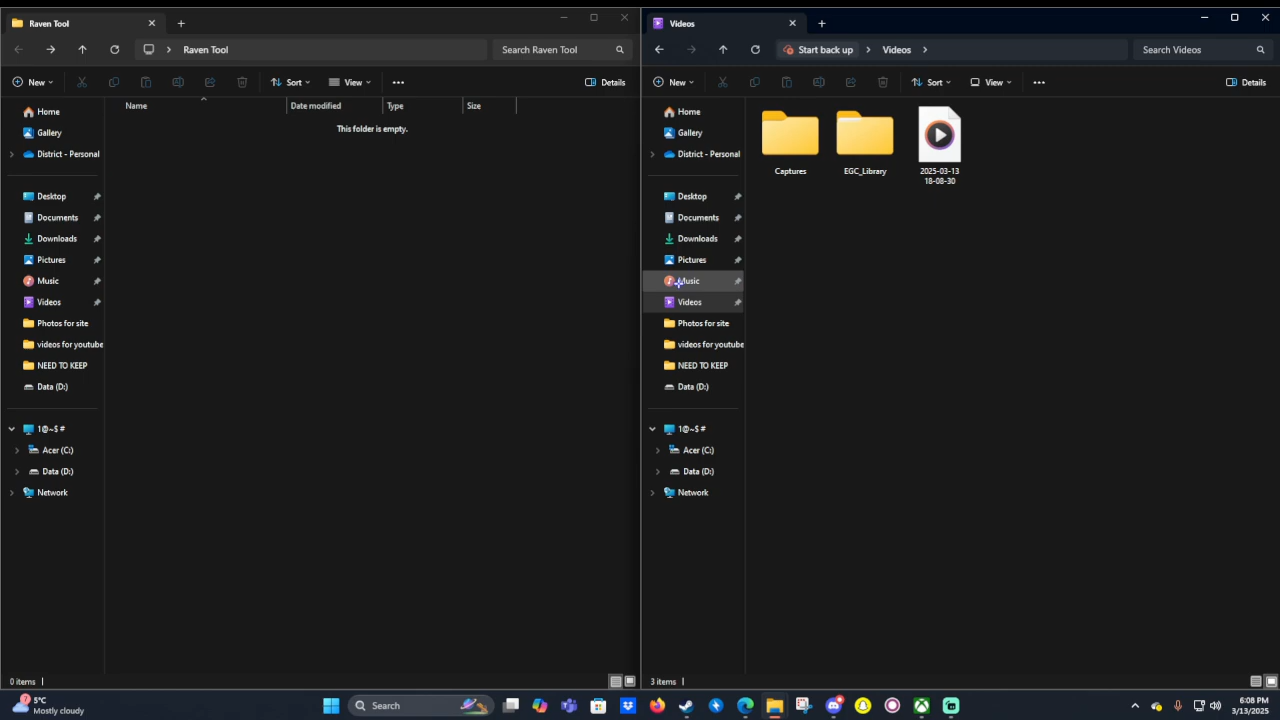 Raven Tool
Raven Tool
Search Raven Tool
New
Sort
View
Details
Home
Gallery
District - Personal
Desktop
Documents
Downloads
Pictures
Music
Videos
Photos for site
videos for youtube
NEED TO KEEP
Data (D:)
1@~$ #
Acer (C:)
Data (D:)
Network
Name
Date modified
Type
Size
This folder is empty.
0 items
Videos
Start back up
Videos
Search Videos
New
Sort
View
Details
Home
Gallery
District - Personal
Desktop
Documents
Downloads
Pictures
Music
Videos
Photos for site
videos for youtube
NEED TO KEEP
Data (D:)
1@~$ #
Acer (C:)
Data (D:)
Network
Captures
EGC_Library
2025-03-13
18-08-30
3 items
5°C
Mostly cloudy
Search
6:08 PM
3/13/2025